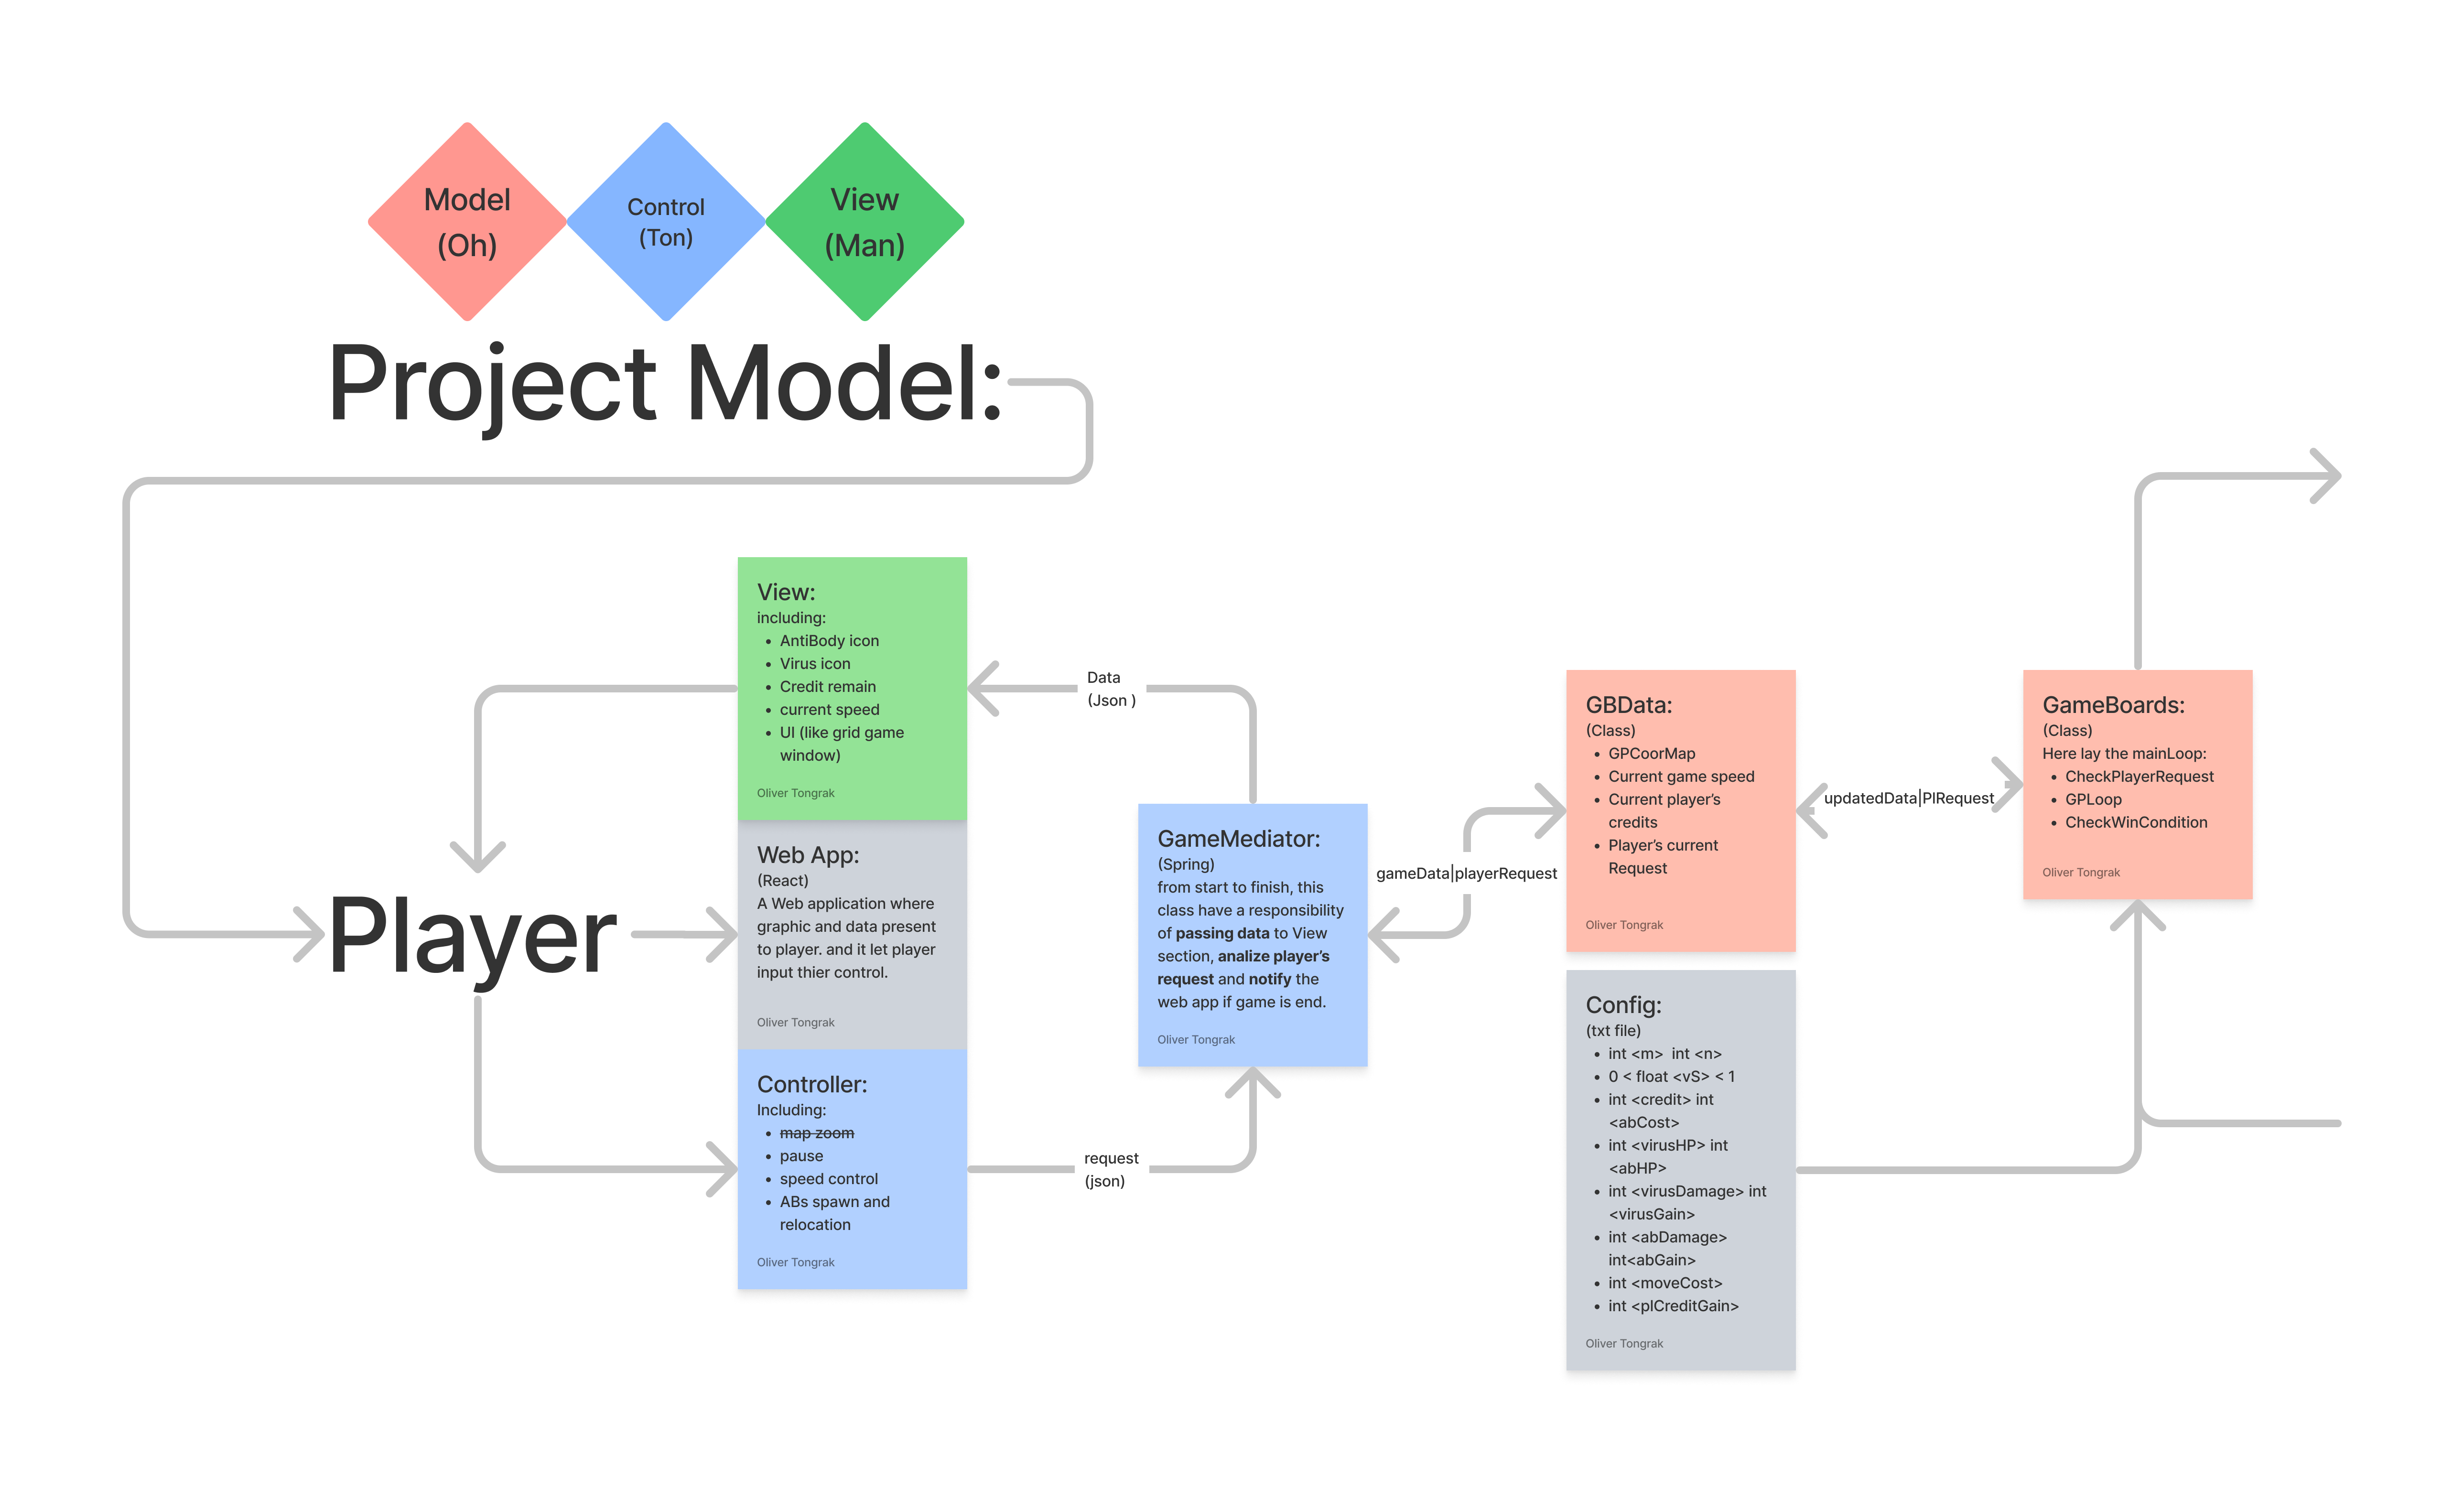 Model
(Oh)
Control
(Ton)
View
(Man)
Project Model:
View:
including:
• AntiBody icon
• Virus icon
• Credit remain
• current speed
• UI (like grid game
window)
Oliver Tongrak
Data
(Json )
Player
Web App:
(React)
A Web application where
graphic and data present
to player. and it let player
input thier control.
Oliver Tongrak
Controller:
Including:
• map zoom
• pause
• speed control
• ABs spawn and
relocation
Oliver Tongrak
request
(json)
GameMediator:
(Spring)
from start to finish, this
class have a responsibility
of passing data to View
section, analize player’s
request and notify the
web app if game is end.
Oliver Tongrak
gameData|playerRequest
GBData:
(Class)
• GPCoorMap
• Current game speed
• Current player’s
credits
• Player’s current
Request
Oliver Tongrak
updatedData|PlRequest
GameBoards:
(Class)
Here lay the mainLoop:
• CheckPlayerRequest
• GPLoop
• CheckWinCondition
Oliver Tongrak
Config:
(txt file)
• int <m>  int <n>
• 0 < float <vS> < 1
• int <credit> int
<abCost>
• int <virusHP> int
<abHP>
• int <virusDamage> int
<virusGain>
• int <abDamage>
int<abGain>
• int <moveCost>
• int <plCreditGain>
Oliver Tongrak